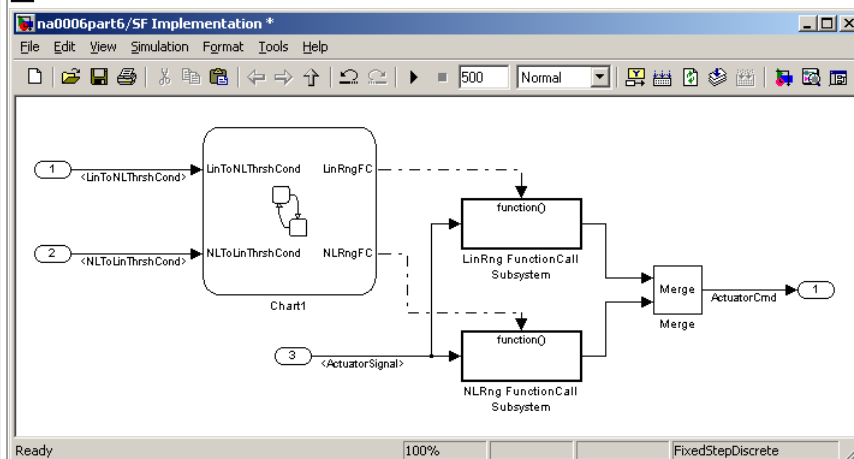 na0006part6/SF Implementation *
File Edit View Simulation Format Tools Help
500 Normal
1
<LinToNLThrshCond>
LinToNLThrshCond LinRngFC
function()
2
<NLToLinThrshCond>
NLToLinThrshCond NLRngFC
LinRng FunctionCall
Subsystem
Chart1
Merge
ActuatorCmd
1
Merge
3
<ActuatorSignal>
function()
NLRng FunctionCall
Subsystem
Ready 100% FixedStepDiscrete